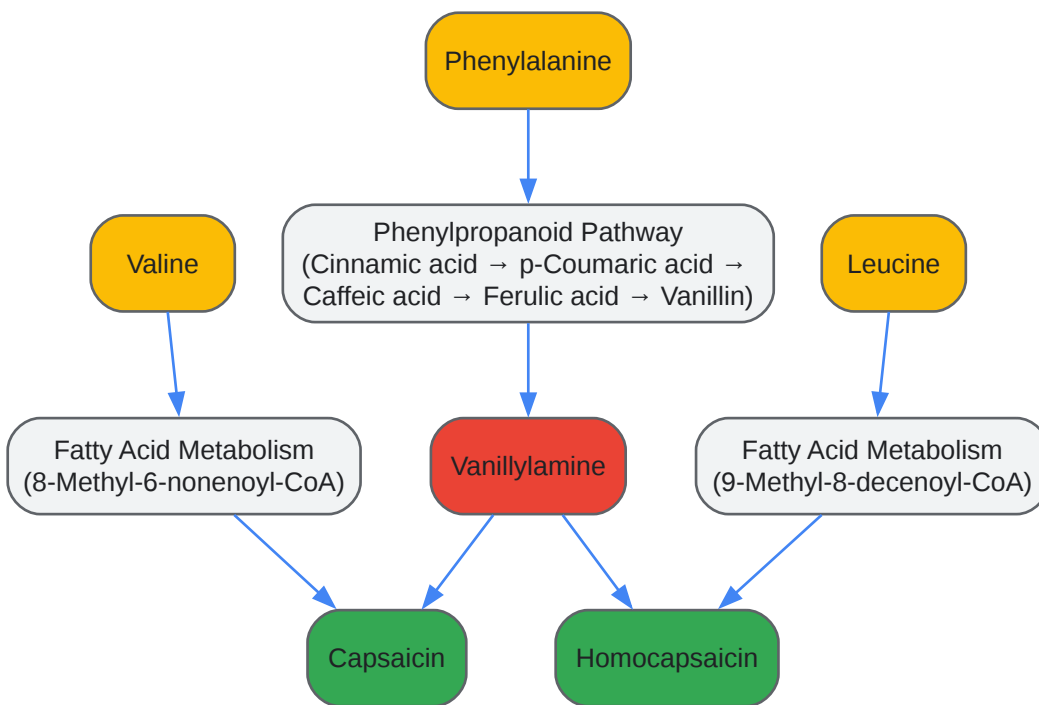 Phenylalanine
Phenylpropanoid Pathway
(Cinnamic acid → p-Coumaric acid →
Caffeic acid → Ferulic acid → Vanillin)
Valine
Leucine
Fatty Acid Metabolism
(8-Methyl-6-nonenoyl-CoA)
Vanillylamine
Fatty Acid Metabolism
(9-Methyl-8-decenoyl-CoA)
Capsaicin
Homocapsaicin